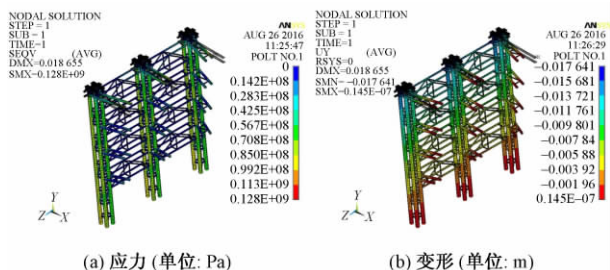 NODAL SOLUTION
STEP = 1
SUB = 1
TIME=1
SEQV (AVG)
DMX=0.018 655
SMX=0.128E+09
AN
AUG 26 2016
11:25:47
POLT NO.1
0
0.142E+08
0.283E+08
0.425E+08
0.567E+08
0.708E+08
0.850E+08
0.992E+08
0.113E+09
0.128E+09
Y
Z X
(a) 应力 (单位: Pa)
NODAL SOLUTION
STEP = 1
SUB = 1
TIME=1
UY (AVG)
RSYS=0
DMX=0.018 655
SMN= -0.017 641
SMX=0.145E-07
AN
AUG 26 2016
11:26:29
POLT NO.1
-0.017 641
-0.015 681
-0.013 721
-0.011 761
-0.009 801
-0.007 84
-0.005 88
-0.003 92
-0.001 96
0.145E-07
Y
Z X
(b) 变形 (单位: m)